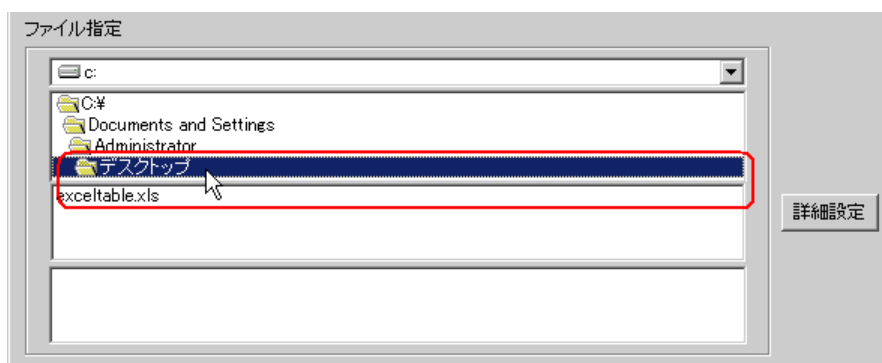 ファイル指定
c:
C:¥
Documents and Settings
Administrator
デスクトップ
exceltable.xls
詳細設定